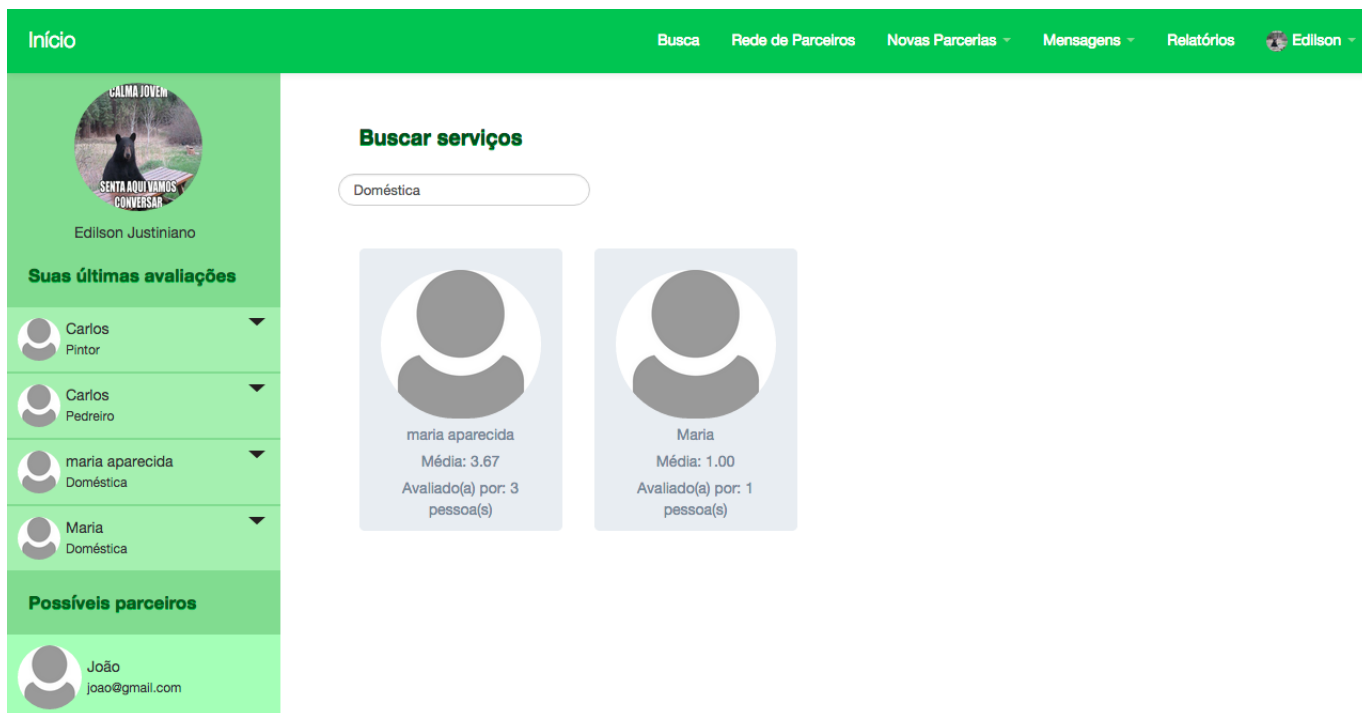 Início
Busca
Rede de Parceiros
Novas Parcerias
Mensagens
Relatórios
Edilson
CALMA JOVEM
SENTA AQUI VAMOS
CONVERSAR
Edilson Justiniano
Suas últimas avaliações
Carlos
Pintor
Carlos
Pedreiro
maria aparecida
Doméstica
Maria
Doméstica
Possíveis parceiros
João
joao@gmail.com
Buscar serviços
Doméstica
maria aparecida
Média: 3.67
Avaliado(a) por: 3
pessoa(s)
Maria
Média: 1.00
Avaliado(a) por: 1
pessoa(s)